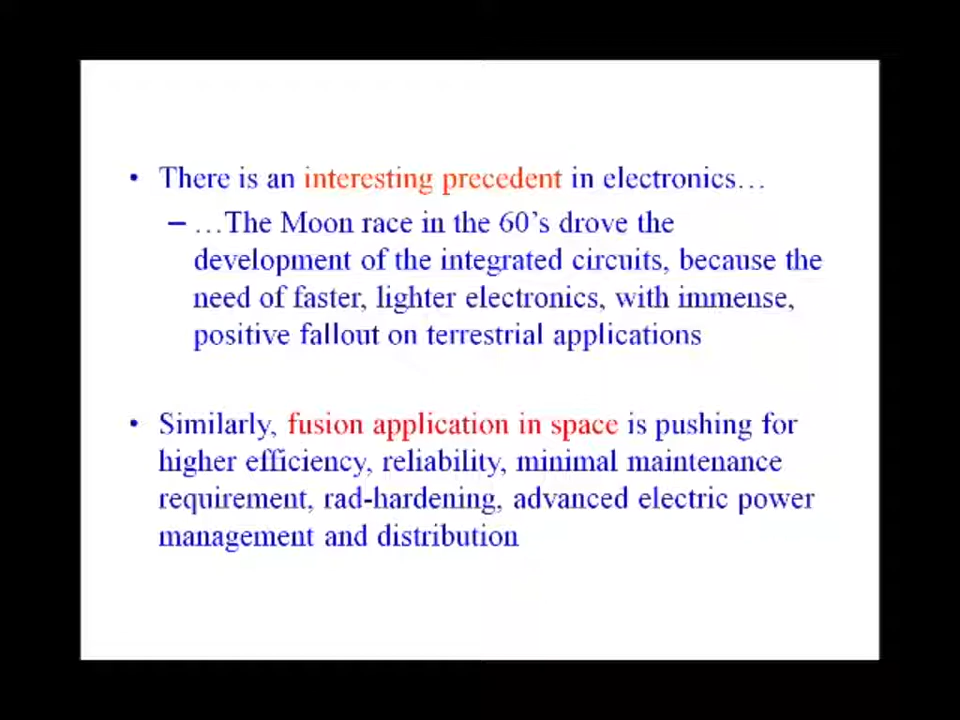 • There is an interesting precedent in electronics…
– …The Moon race in the 60's drove the
development of the integrated circuits, because the
need of faster, lighter electronics, with immense,
positive fallout on terrestrial applications
• Similarly, fusion application in space is pushing for
higher efficiency, reliability, minimal maintenance
requirement, rad-hardening, advanced electric power
management and distribution